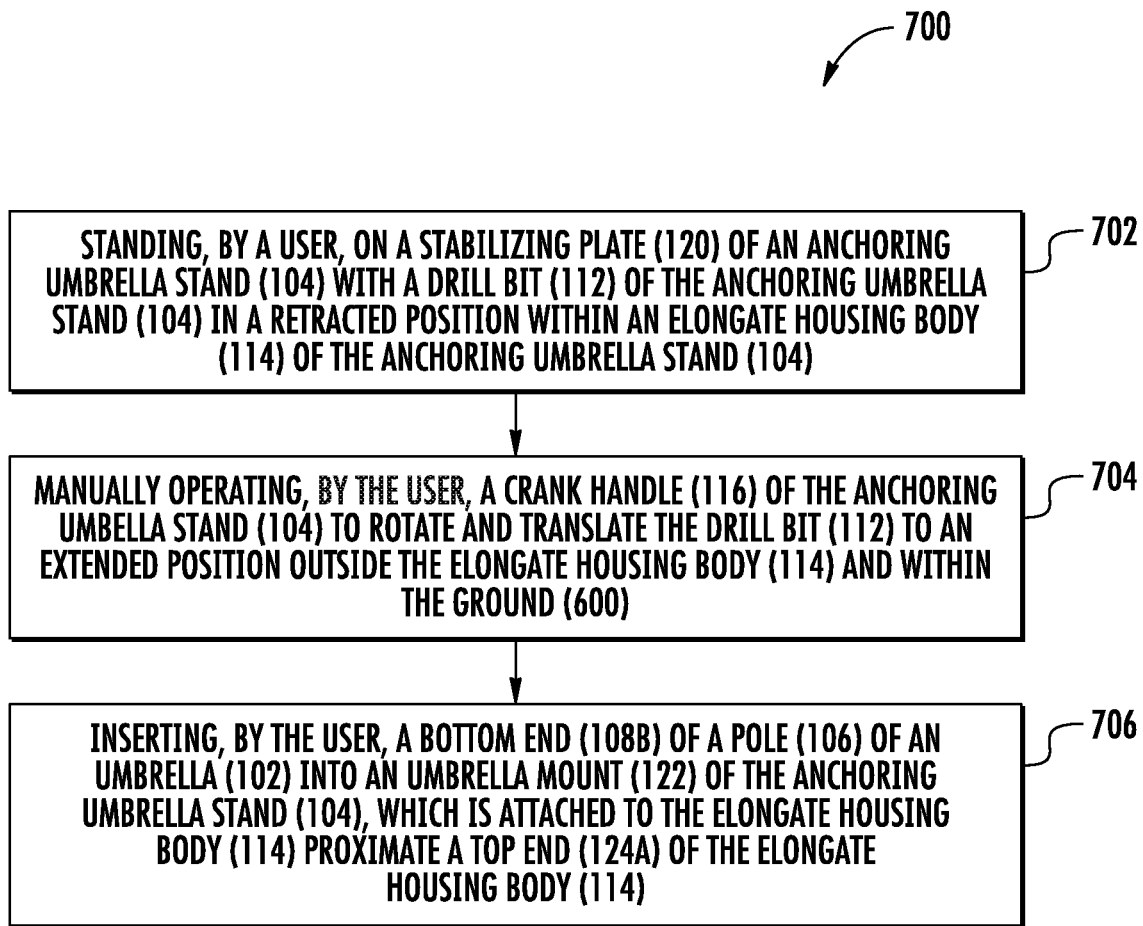 700
STANDING, BY A USER, ON A STABILIZING PLATE (120) OF AN ANCHORING
UMBRELLA STAND (104) WITH A DRILL BIT (112) OF THE ANCHORING UMBRELLA
STAND (104) IN A RETRACTED POSITION WITHIN AN ELONGATE HOUSING BODY
(114) OF THE ANCHORING UMBRELLA STAND (104)
702
MANUALLY OPERATING, BY THE USER, A CRANK HANDLE (116) OF THE ANCHORING
UMBELLA STAND (104) TO ROTATE AND TRANSLATE THE DRILL BIT (112) TO AN
EXTENDED POSITION OUTSIDE THE ELONGATE HOUSING BODY (114) AND WITHIN
THE GROUND (600)
704
INSERTING, BY THE USER, A BOTTOM END (108B) OF A POLE (106) OF AN
UMBRELLA (102) INTO AN UMBRELLA MOUNT (122) OF THE ANCHORING
UMBRELLA STAND (104), WHICH IS ATTACHED TO THE ELONGATE HOUSING
BODY (114) PROXIMATE A TOP END (124A) OF THE ELONGATE
HOUSING BODY (114)
706